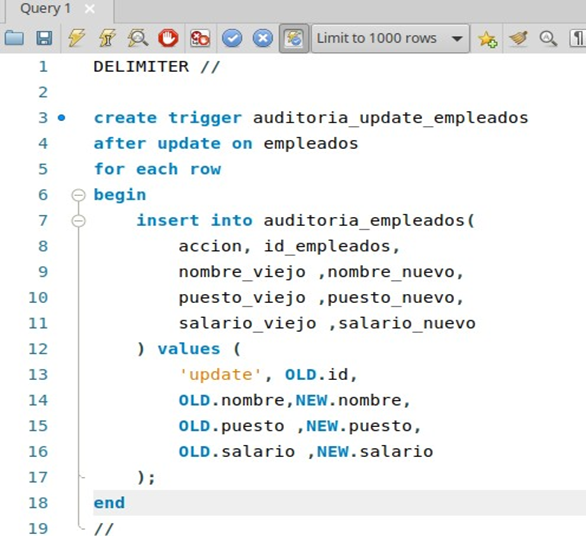 Query 1
Limit to 1000 rows
1 DELIMITER //
2
3 create trigger auditoria_update_empleados
4 after update on empleados
5 for each row
6 begin
7 insert into auditoria_empleados(
8 accion, id_empleados,
9 nombre_viejo ,nombre_nuevo,
10 puesto_viejo ,puesto_nuevo,
11 salario_viejo ,salario_nuevo
12 ) values (
13 'update', OLD.id,
14 OLD.nombre,NEW.nombre,
15 OLD.puesto ,NEW.puesto,
16 OLD.salario ,NEW.salario
17 );
18 end
19 //